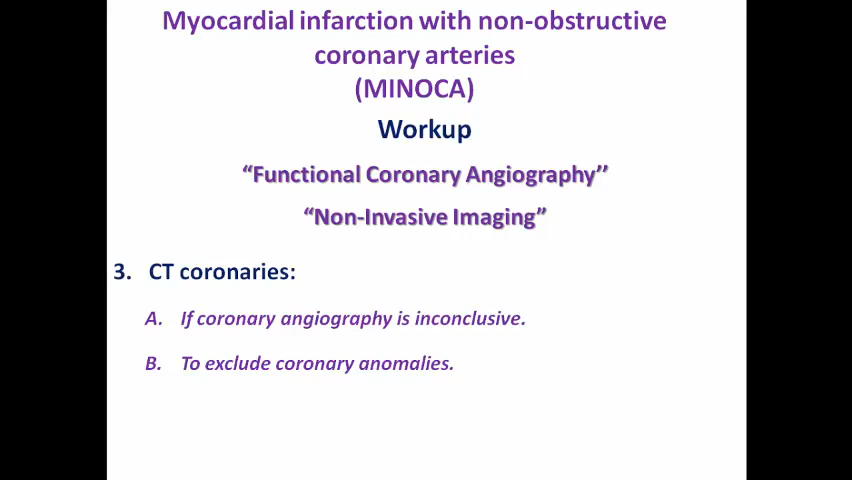 Myocardial infarction with non-obstructive
coronary arteries
(MINOCA)
Workup
“Functional Coronary Angiography’’
“Non-Invasive Imaging”
3. CT coronaries:
A. If coronary angiography is inconclusive.
B. To exclude coronary anomalies.